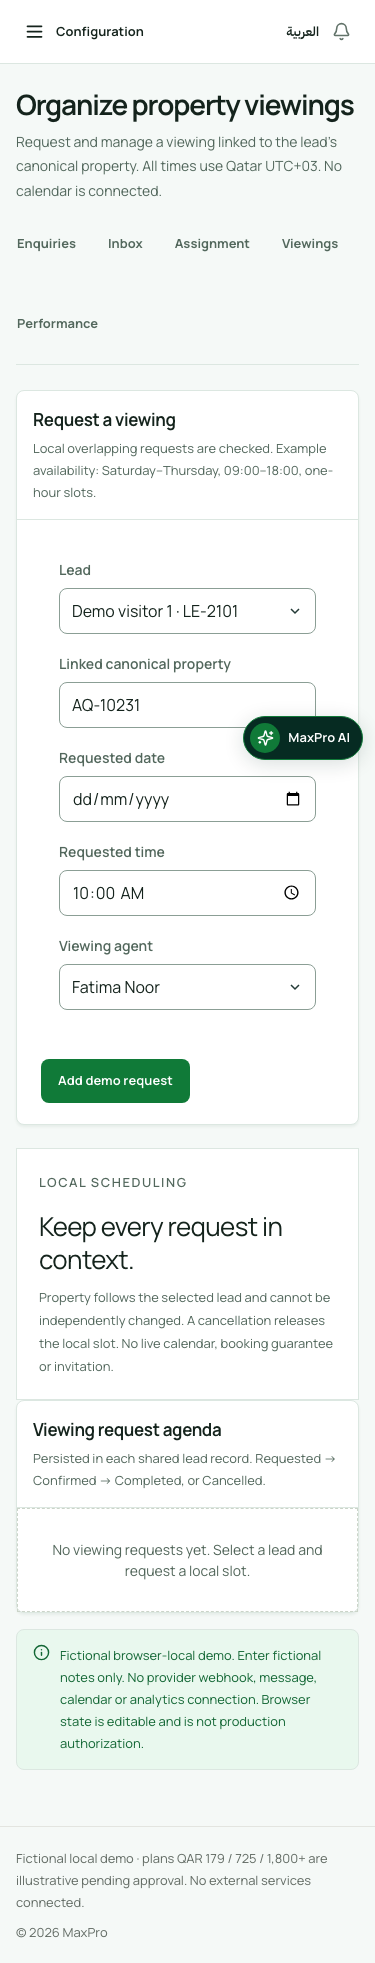 Configuration
العربية
Organize property viewings
Request and manage a viewing linked to the lead's
canonical property. All times use Qatar UTC+03. No
calendar is connected.
Enquiries
Inbox
Assignment
Viewings
Performance
Request a viewing
Local overlapping requests are checked. Example
availability: Saturday–Thursday, 09:00–18:00, one-
hour slots.
Lead
Demo visitor 1 · LE-2101
Linked canonical property
AQ-10231
MaxPro AI
Requested date
dd/mm/yyyy
Requested time
10:00 AM
Viewing agent
Fatima Noor
Add demo request
LOCAL SCHEDULING
Keep every request in
context.
Property follows the selected lead and cannot be
independently changed. A cancellation releases
the local slot. No live calendar, booking guarantee
or invitation.
Viewing request agenda
Persisted in each shared lead record. Requested →
Confirmed → Completed, or Cancelled.
No viewing requests yet. Select a lead and
request a local slot.
Fictional browser-local demo. Enter fictional
notes only. No provider webhook, message,
calendar or analytics connection. Browser
state is editable and is not production
authorization.
Fictional local demo · plans QAR 179 / 725 / 1,800+ are
illustrative pending approval. No external services
connected.
© 2026 MaxPro